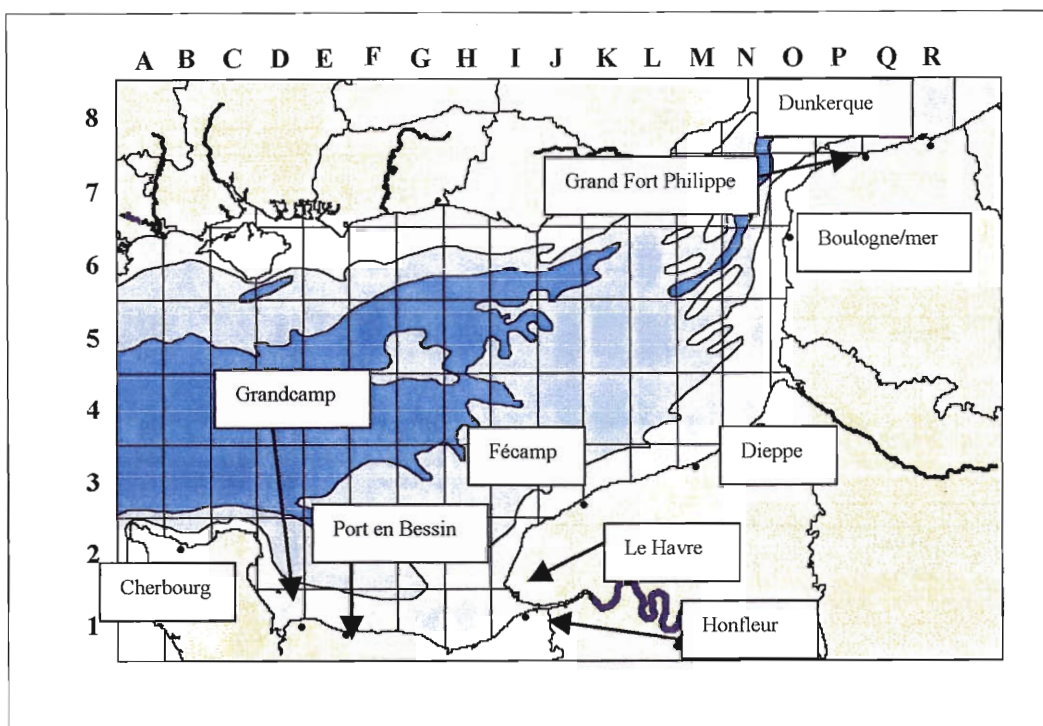 A B C D E F G H I J K L M N O P Q R
8
Dunkerque
7
Grand Fort Philippe
6
Boulogne/mer
5
4
Grandcamp
3
Fécamp
Dieppe
2
Port en Bessin
Le Havre
Cherbourg
1
Honfleur